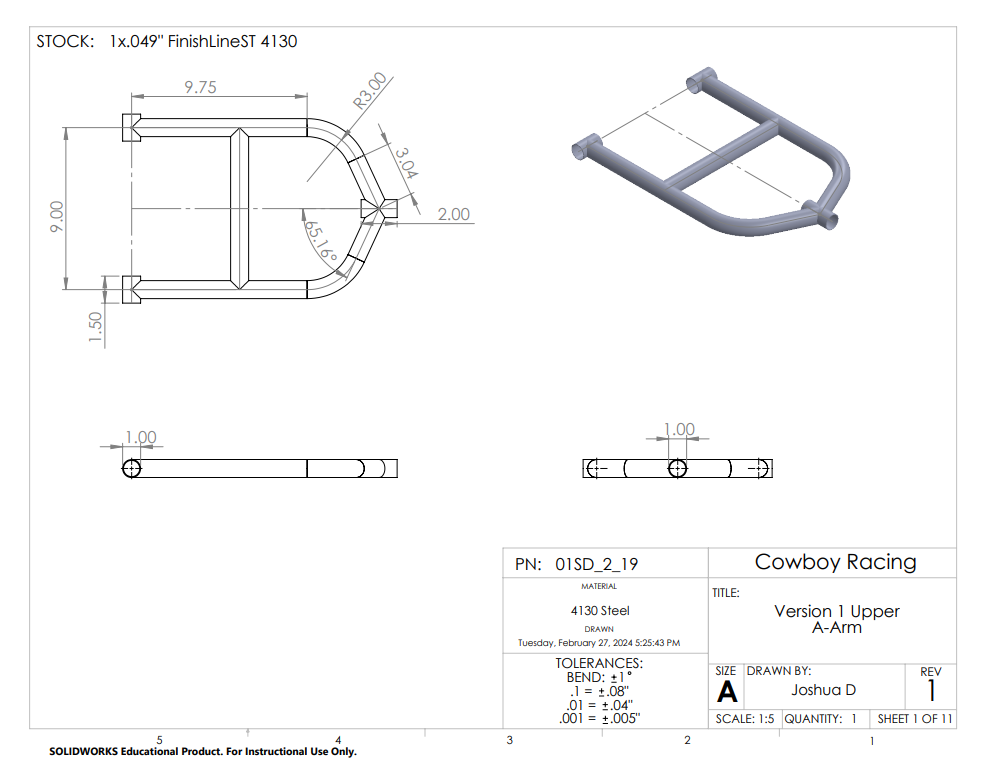 STOCK: 1x.049" FinishLineST 4130
9.75
R3.00
3.04
2.00
9.00
65.16°
1.50
1.00
1.00
PN: 01SD_2_19
MATERIAL
4130 Steel
DRAWN
Tuesday, February 27, 2024 5:25:43 PM
TOLERANCES:
BEND: ±1°
.1 = ±.08"
.01 = ±.04"
.001 = ±.005"
Cowboy Racing
TITLE:
Version 1 Upper
A-Arm
SIZE
A
DRAWN BY:
Joshua D
REV
1
SCALE: 1:5
QUANTITY: 1
SHEET 1 OF 11
5
4
3
2
1
SOLIDWORKS Educational Product. For Instructional Use Only.